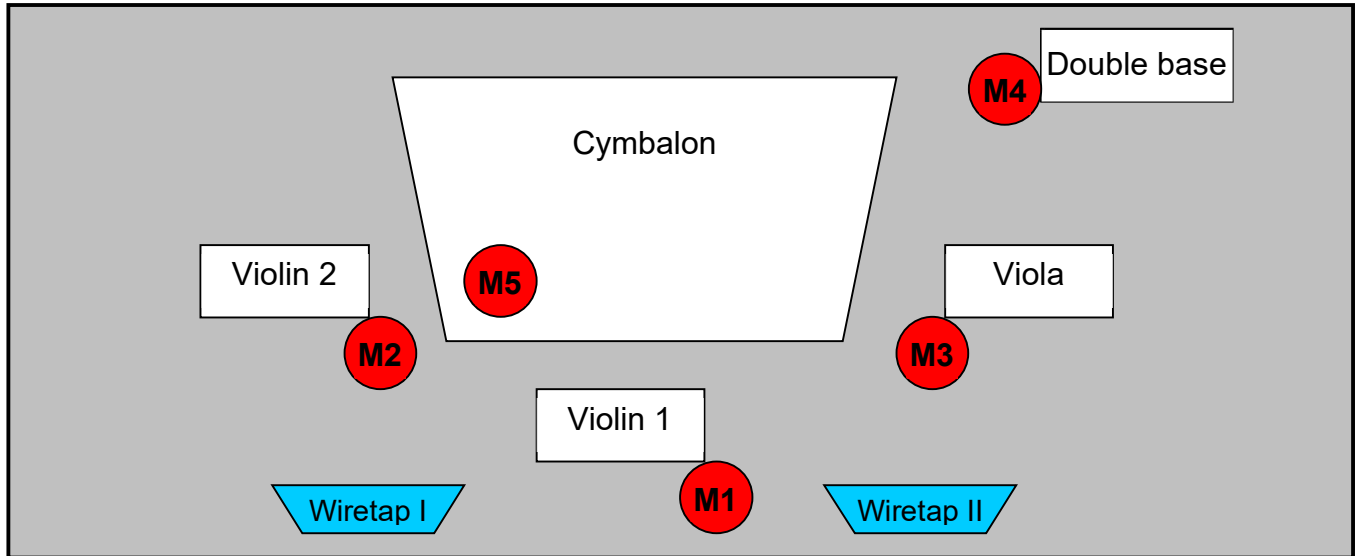 Double base
M4
Cymbalon
Violin 2
M5
Viola
M2
M3
Violin 1
M1
Wiretap I
Wiretap II